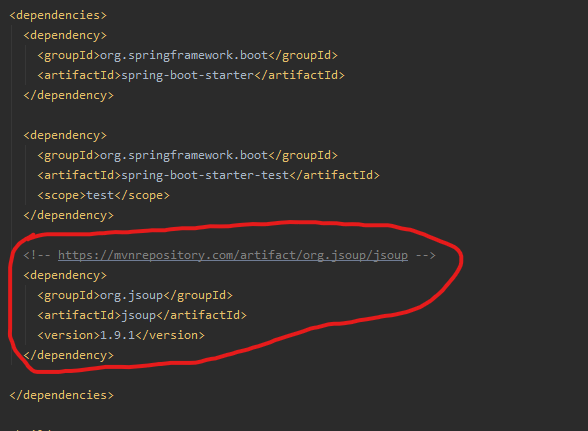 <dependencies>
<dependency>
<groupId>org.springframework.boot</groupId>
<artifactId>spring-boot-starter</artifactId>
</dependency>
<dependency>
<groupId>org.springframework.boot</groupId>
<artifactId>spring-boot-starter-test</artifactId>
<scope>test</scope>
</dependency>
<!-- https://mvnrepository.com/artifact/org.jsoup/jsoup -->
<dependency>
<groupId>org.jsoup</groupId>
<artifactId>jsoup</artifactId>
<version>1.9.1</version>
</dependency>
</dependencies>